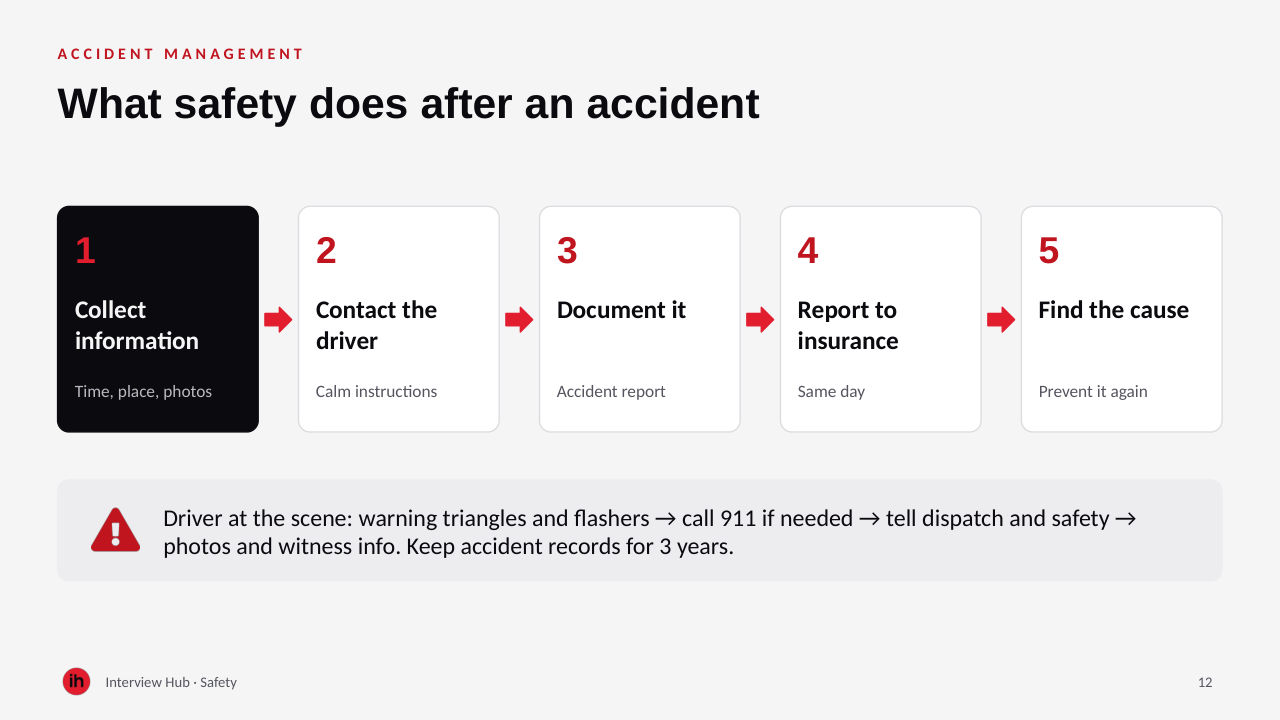 ACCIDENT MANAGEMENT
What safety does after an accident
1
Collect
information
Time, place, photos
2
Contact the
driver
Calm instructions
3
Document it
Accident report
4
Report to
insurance
Same day
5
Find the cause
Prevent it again
Driver at the scene: warning triangles and flashers → call 911 if needed → tell dispatch and safety →
photos and witness info. Keep accident records for 3 years.
ih
Interview Hub · Safety
12